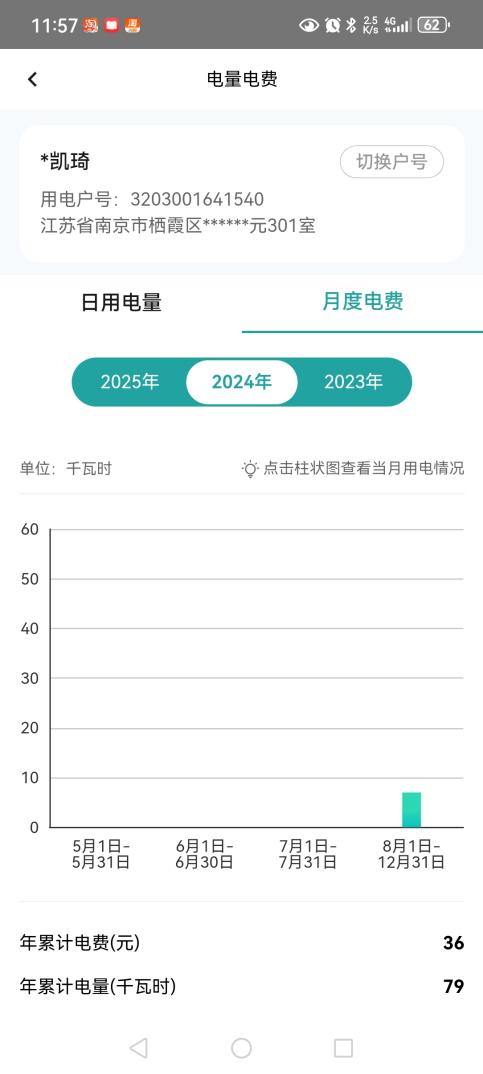 11:57 淘 淘 2.5 K/s 4G 62
电量电费
*凯琦
切换户号
用电户号：3203001641540
江苏省南京市栖霞区******元301室
日用电量 月度电费
2025年 2024年 2023年
单位：千瓦时 点击柱状图查看当月用电情况
60
50
40
30
20
10
0
5月1日-
5月31日
6月1日-
6月30日
7月1日-
7月31日
8月1日-
12月31日
年累计电费(元) 36
年累计电量(千瓦时) 79